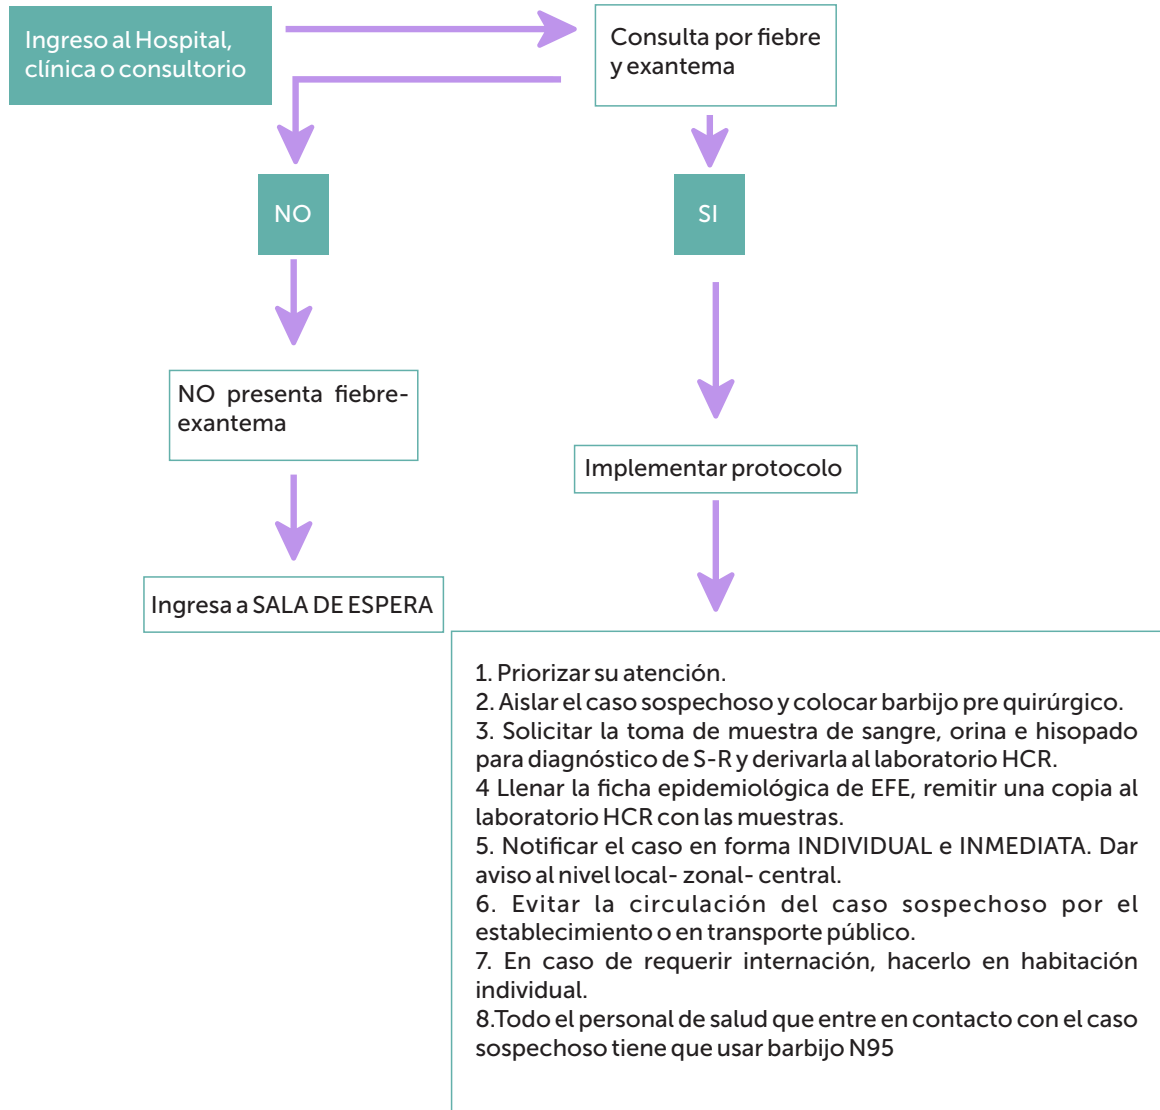 Ingreso al Hospital,
clínica o consultorio
Consulta por fiebre
y exantema
NO
SI
NO presenta fiebre-
exantema
Implementar protocolo
Ingresa a SALA DE ESPERA
1. Priorizar su atención.
2. Aislar el caso sospechoso y colocar barbijo pre quirúrgico.
3. Solicitar la toma de muestra de sangre, orina e hisopado
para diagnóstico de S-R y derivarla al laboratorio HCR.
4 Llenar la ficha epidemiológica de EFE, remitir una copia al
laboratorio HCR con las muestras.
5. Notificar el caso en forma INDIVIDUAL e INMEDIATA. Dar
aviso al nivel local- zonal- central.
6. Evitar la circulación del caso sospechoso por el
establecimiento o en transporte público.
7. En caso de requerir internación, hacerlo en habitación
individual.
8.Todo el personal de salud que entre en contacto con el caso
sospechoso tiene que usar barbijo N95